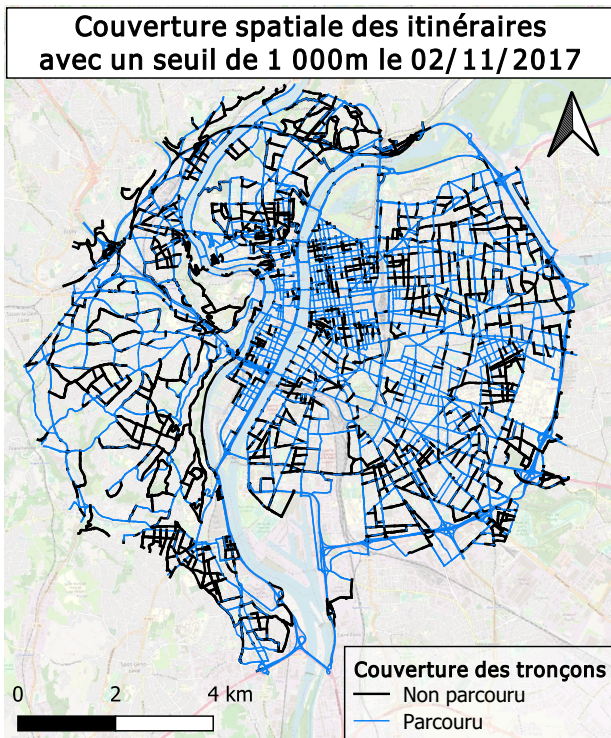 Couverture spatiale des itinéraires
avec un seuil de 1 000m le 02/11/2017
Couverture des tronçons
Non parcouru
Parcouru
0 2 4 km